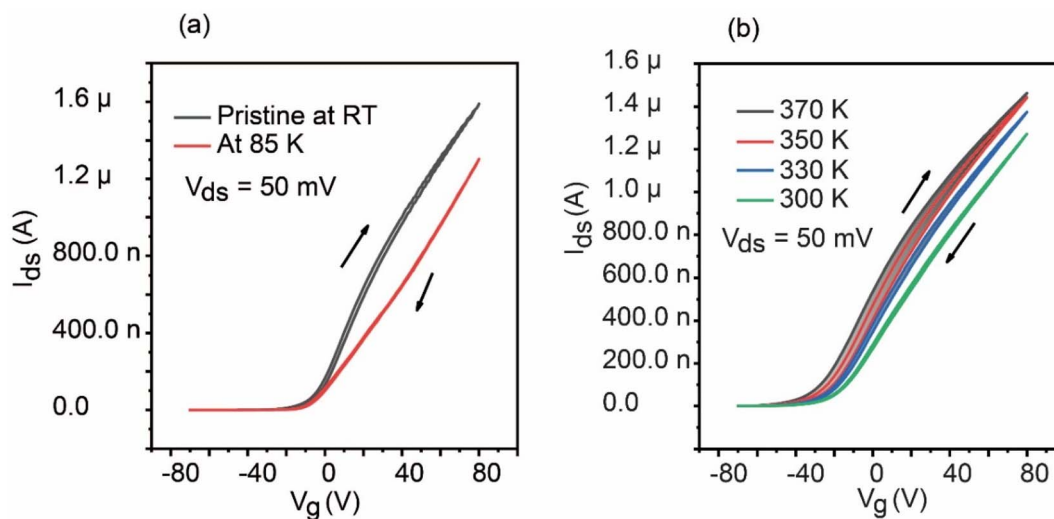 (a)
1.6 µ
1.2 µ
800.0 n
400.0 n
0.0
I_ds (A)
Pristine at RT
At 85 K
V_ds = 50 mV
-80
-40
0
40
80
V_g (V)
(b)
1.6 µ
1.4 µ
1.2 µ
1.0 µ
800.0 n
600.0 n
400.0 n
200.0 n
0.0
I_ds (A)
370 K
350 K
330 K
300 K
V_ds = 50 mV
-80
-40
0
40
80
V_g (V)